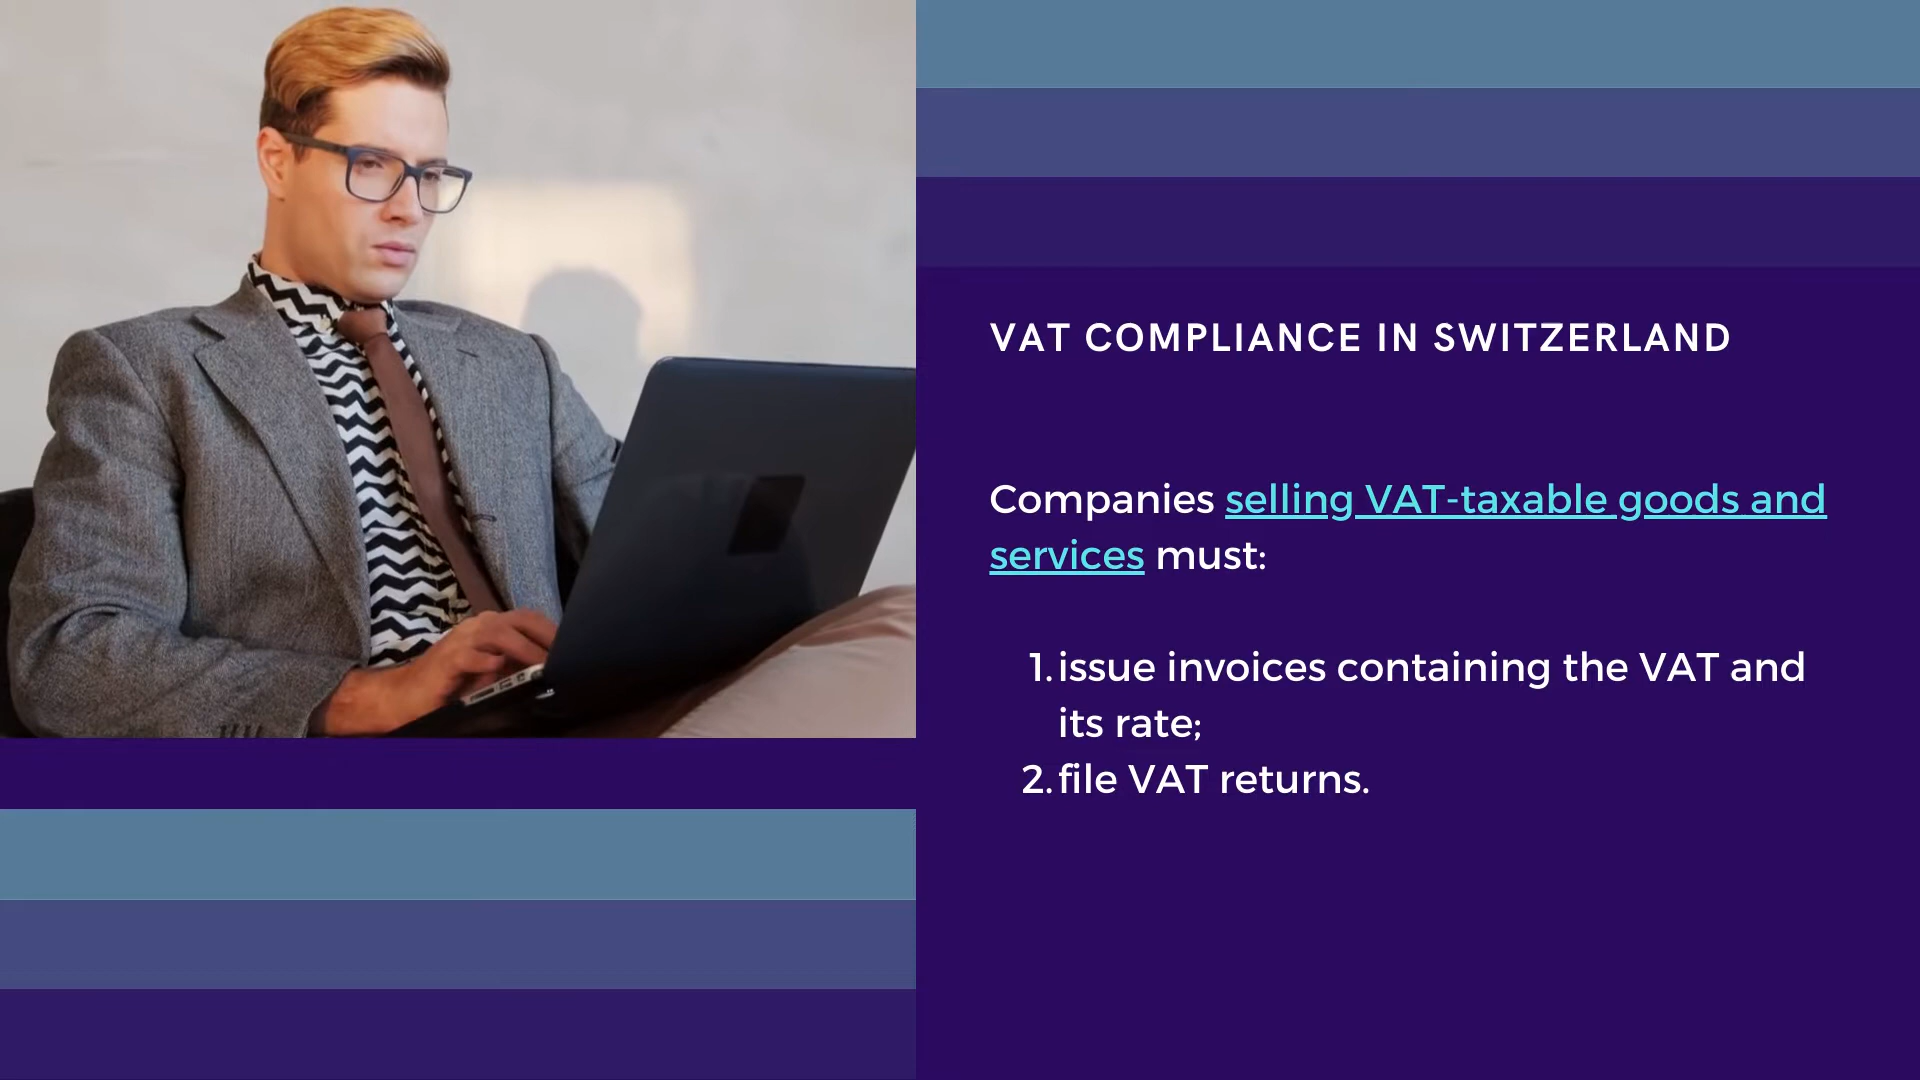 VAT COMPLIANCE IN SWITZERLAND
Companies selling VAT-taxable goods and
services must:
1. issue invoices containing the VAT and
its rate;
2. file VAT returns.